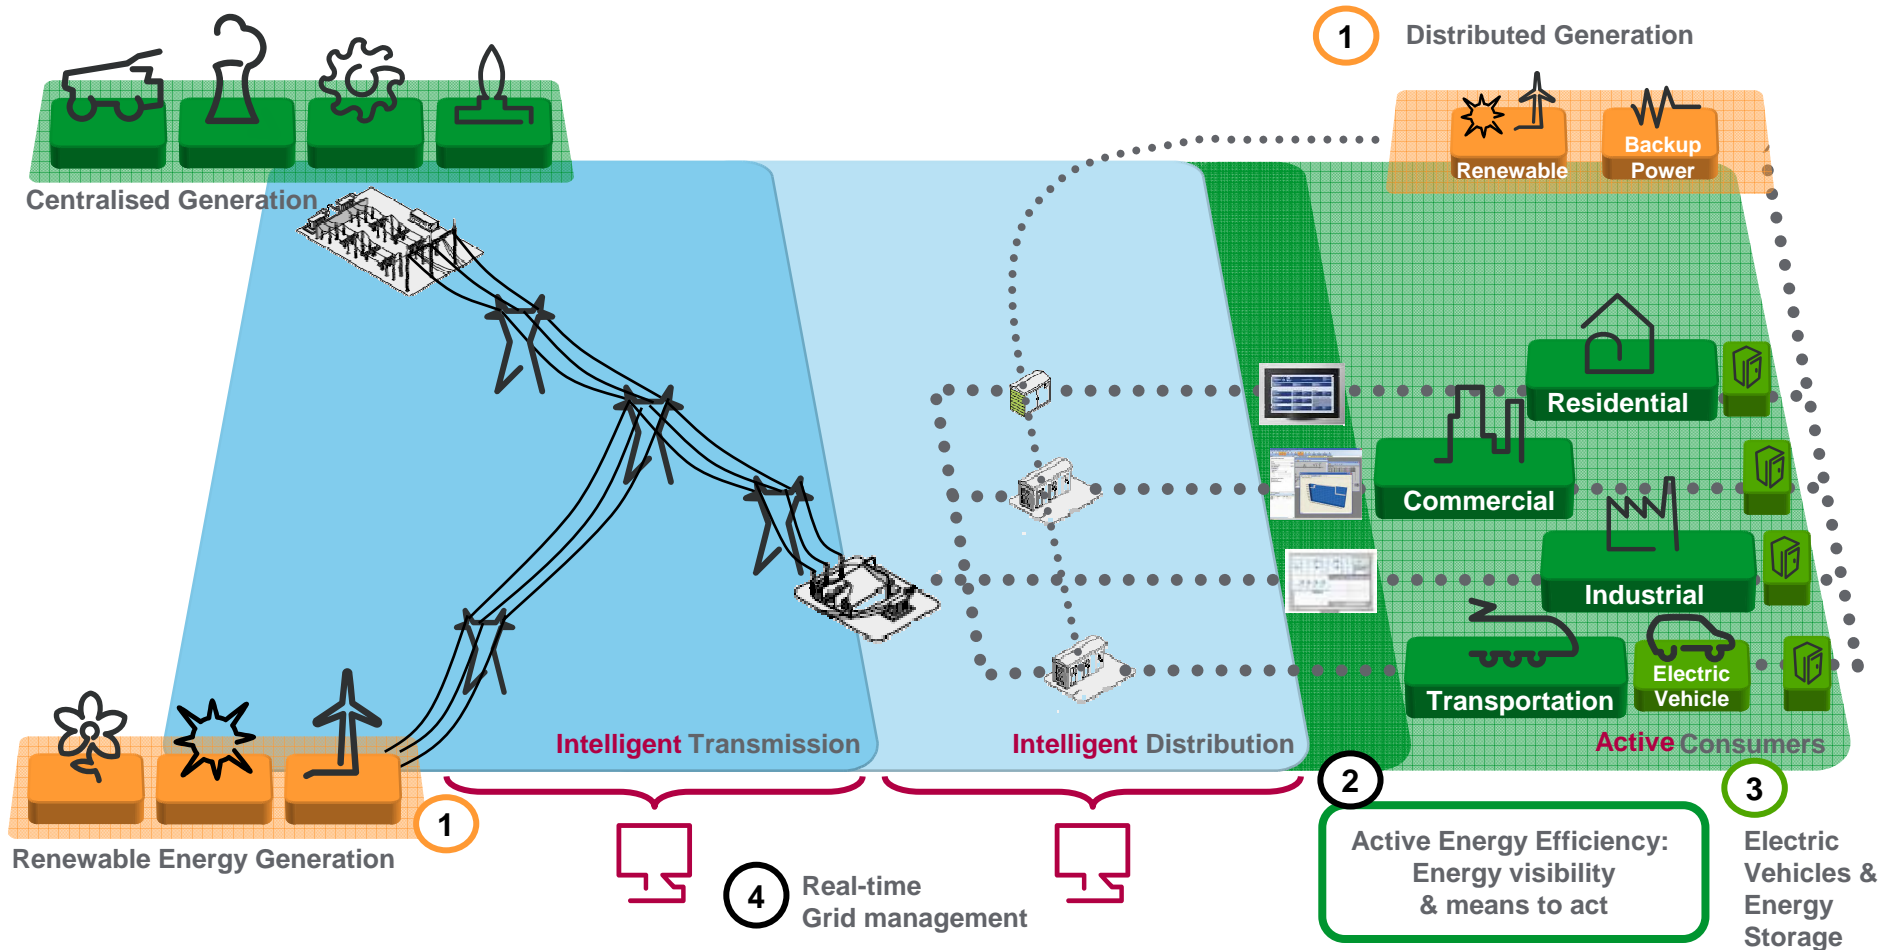 1
Distributed Generation
Renewable
Backup
Power
Centralised Generation
Residential
Commercial
Industrial
Transportation
Electric
Vehicle
Intelligent Transmission
Intelligent Distribution
Active Consumers
1
Renewable Energy Generation
4
Real-time
Grid management
2
Active Energy Efficiency:
Energy visibility
& means to act
3
Electric
Vehicles &
Energy
Storage